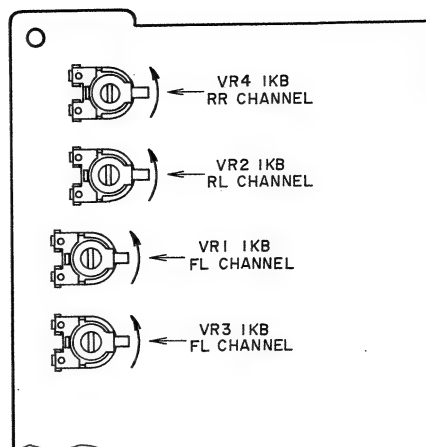 VR4 1KB
RR CHANNEL
VR2 1KB
RL CHANNEL
VR1 1KB
FL CHANNEL
VR3 1KB
FL CHANNEL